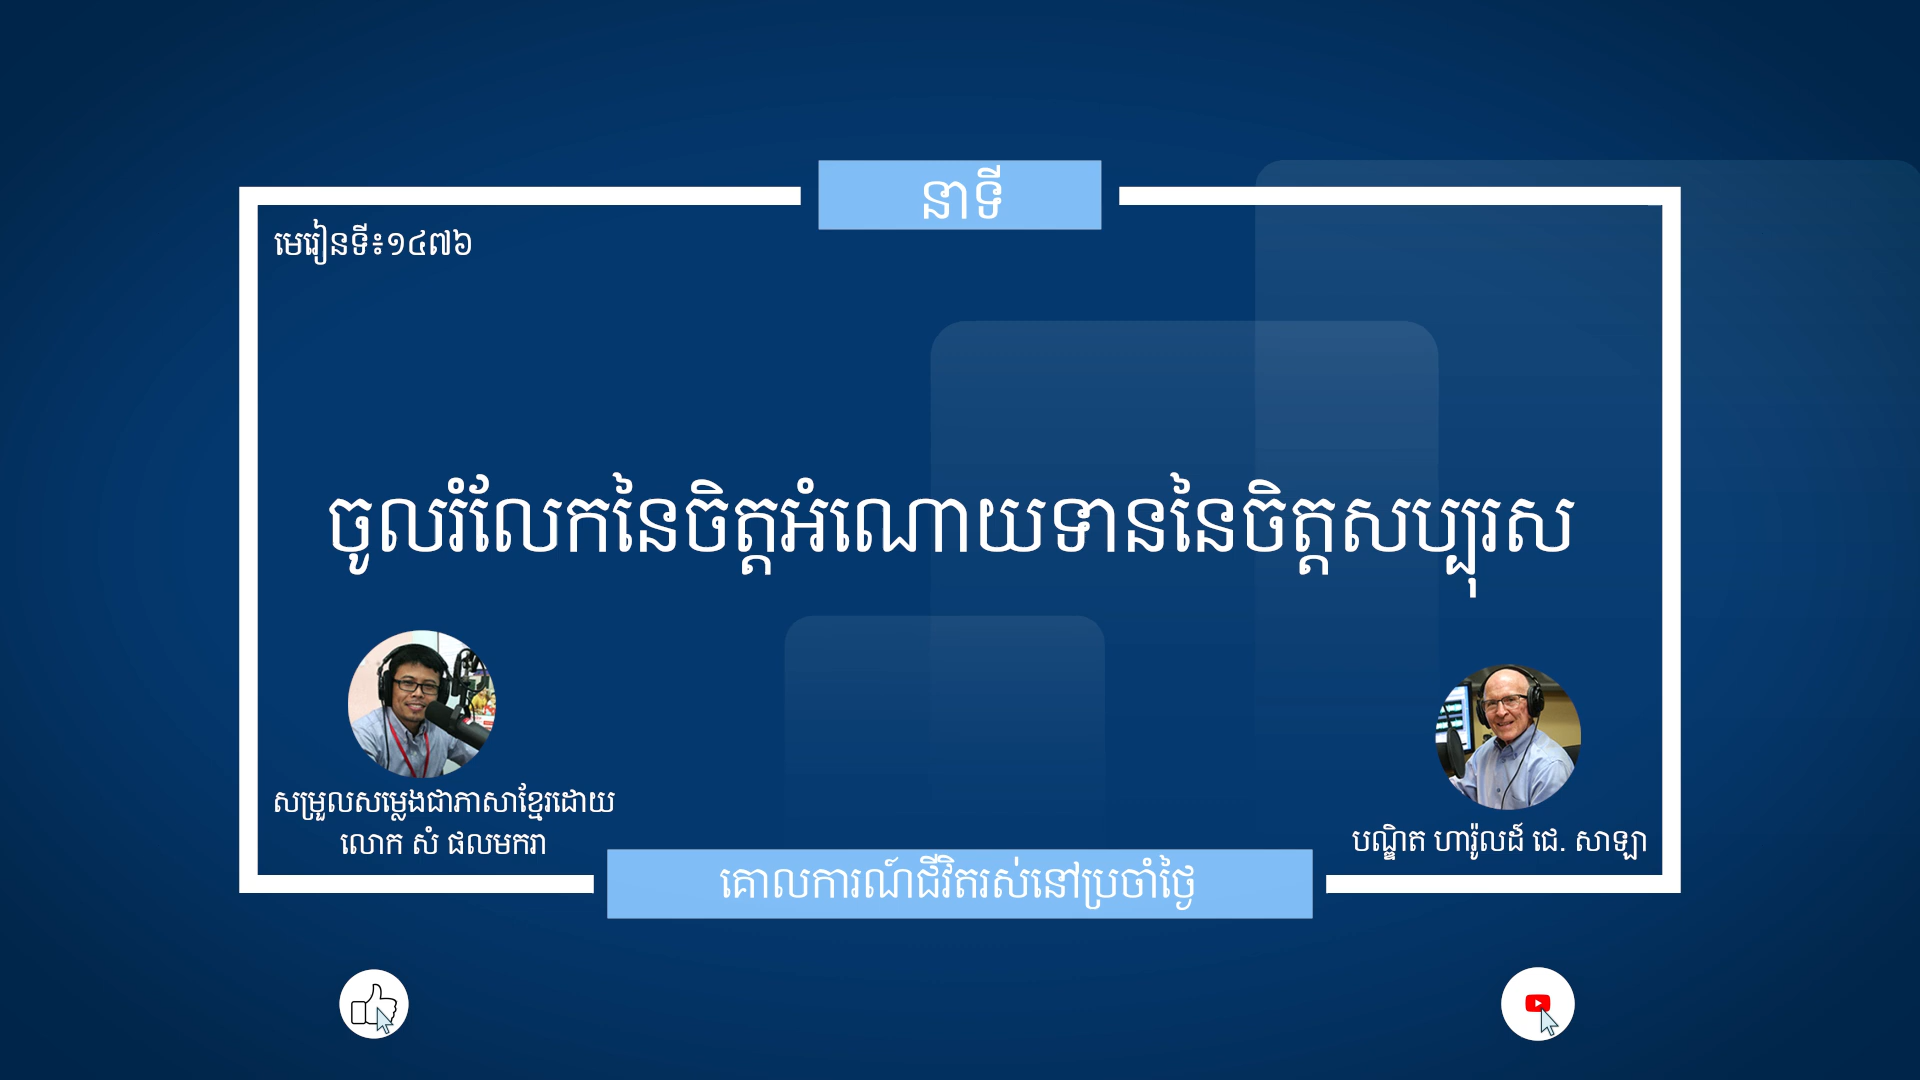 នាទី
មេរៀនទី៖១៤៧៦
ចូលរំលែកនៃចិត្តអំណោយទាននៃចិត្តសប្បុរស
សម្រួលសម្លេងជាភាសាខ្មែរដោយ
លោក សំ ផលមករា
បណ្ឌិត ហារ៉ូលដ៍ ជេ. សាឡា
គោលការណ៍ជីវិតរស់នៅប្រចាំថ្ងៃ